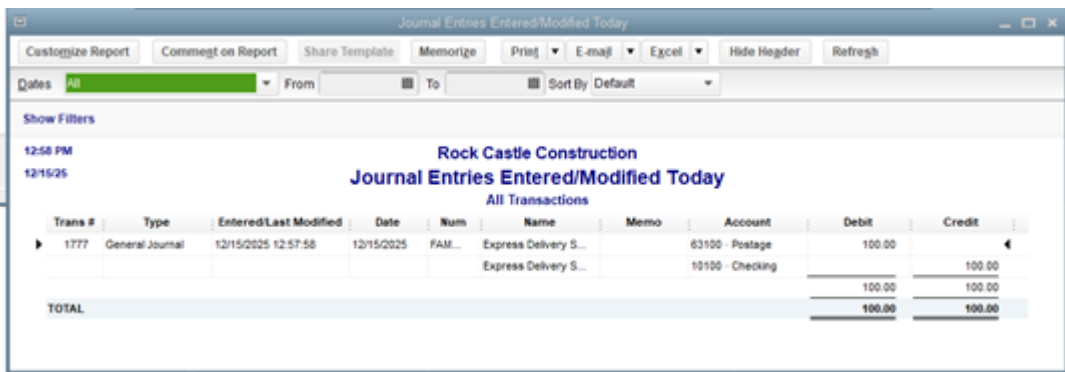 Journal Entries Entered/Modified Today
Customize Report Comment on Report Share Template Memorize Print E-mail Excel Hide Header Refresh
Dates All From To Sort By Default
Show Filters
12:58 PM
Rock Castle Construction
12/15/25
Journal Entries Entered/Modified Today
All Transactions
Trans # Type Entered/Last Modified Date Num Name Memo Account Debit Credit
1777 General Journal 12/15/2025 12:57:58 12/15/2025 FAM... Express Delivery S... 63100 · Postage 100.00
Express Delivery S... 10100 · Checking 100.00
100.00 100.00
TOTAL 100.00 100.00